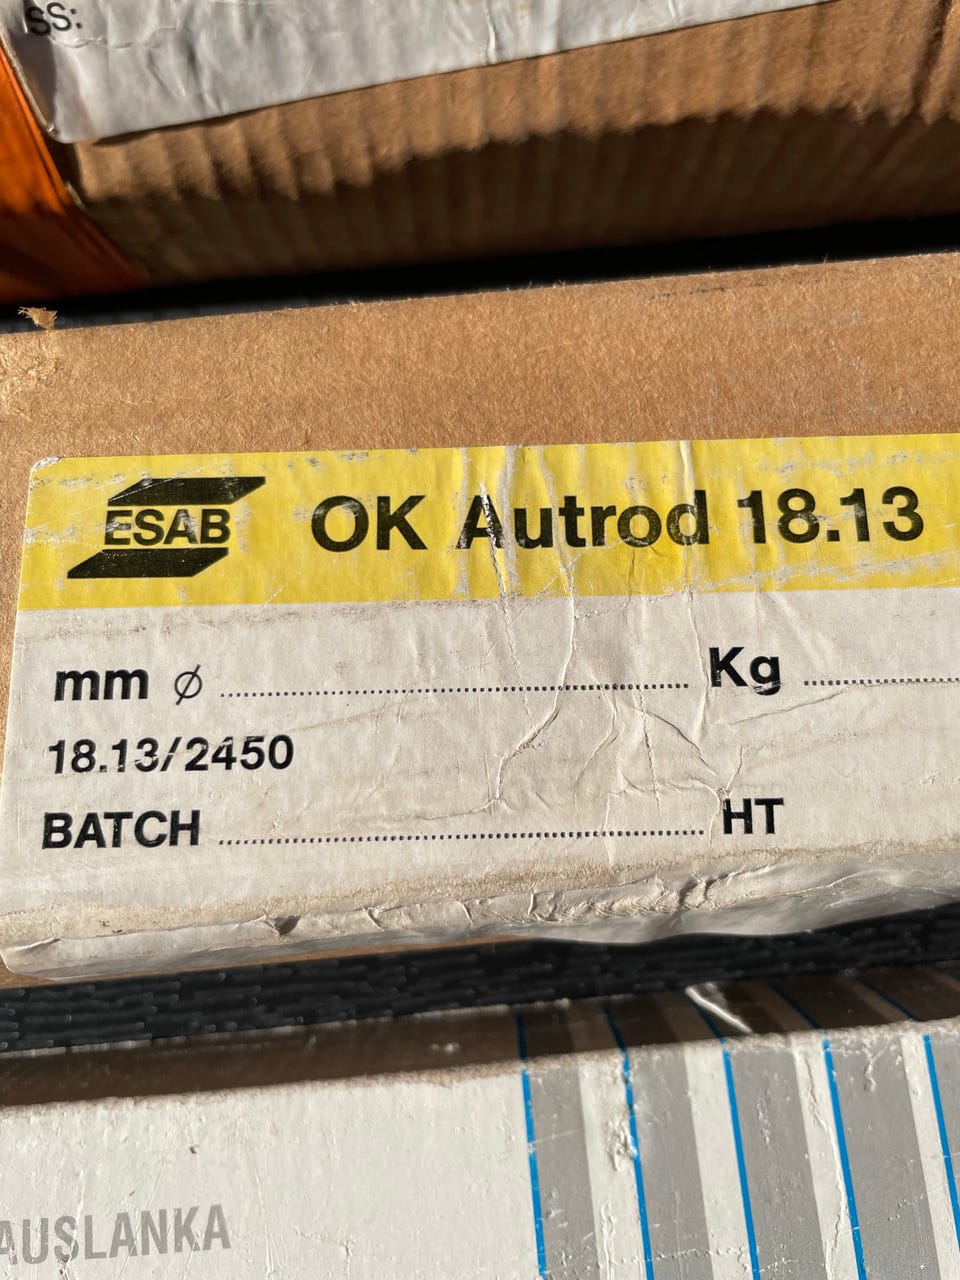 SS:
ESAB OK Autrod 18.13
mm ⌀ ........................ Kg ............
18.13/2450
BATCH ........................ HT
AUSLANKA